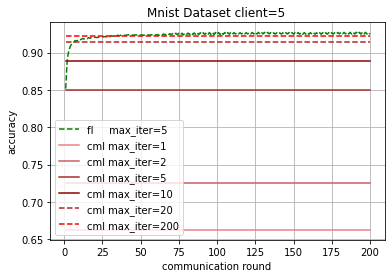 Mnist Dataset client=5
accuracy
0.90
0.85
0.80
0.75
0.70
0.65
fl max_iter=5
cml max_iter=1
cml max_iter=2
cml max_iter=5
cml max_iter=10
cml max_iter=20
cml max_iter=200
0 25 50 75 100 125 150 175 200
communication round